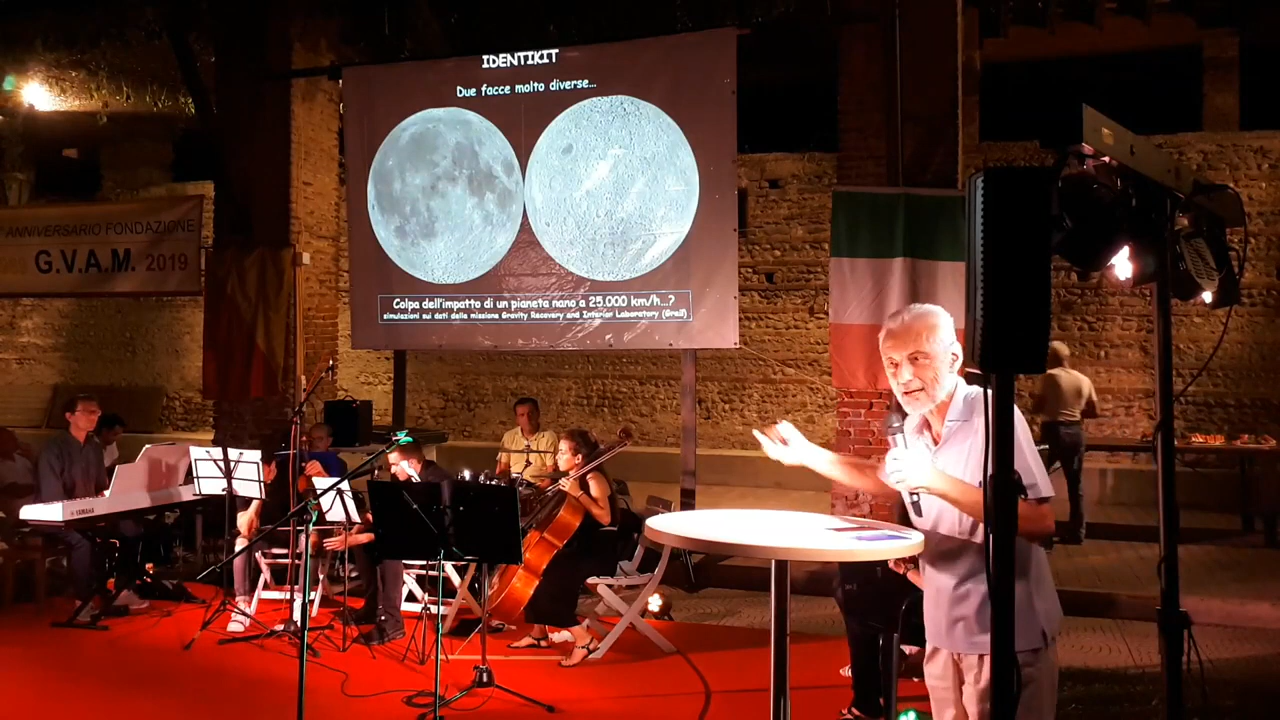 IDENTIKIT
Due facce molto diverse...
Colpa dell'impatto di un pianeta nano a 25.000 km/h...?
simulazioni sui dati della missione Gravity Recovery and Interior Laboratory (Grail)
ANNIVERSARIO FONDAZIONE
G.V.A.M. 2019
YAMAHA